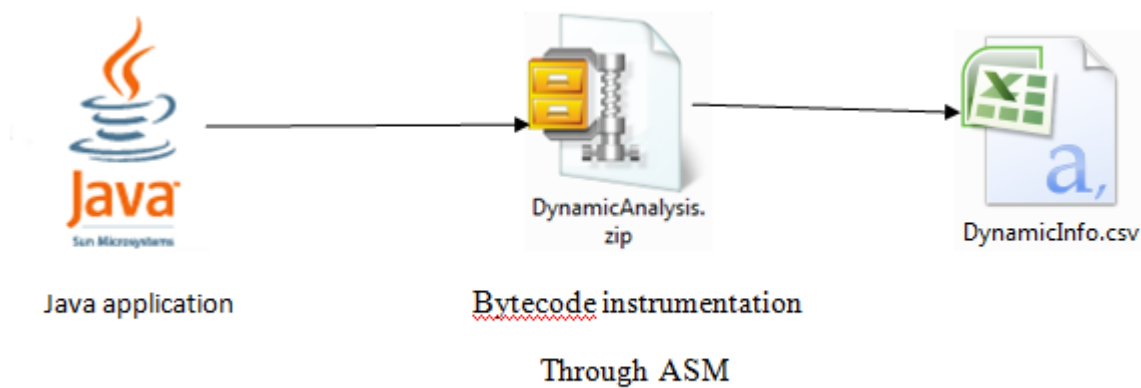 Java
Sun Microsystems
Java application
DynamicAnalysis.
zip
Bytecode instrumentation
Through ASM
a,
DynamicInfo.csv